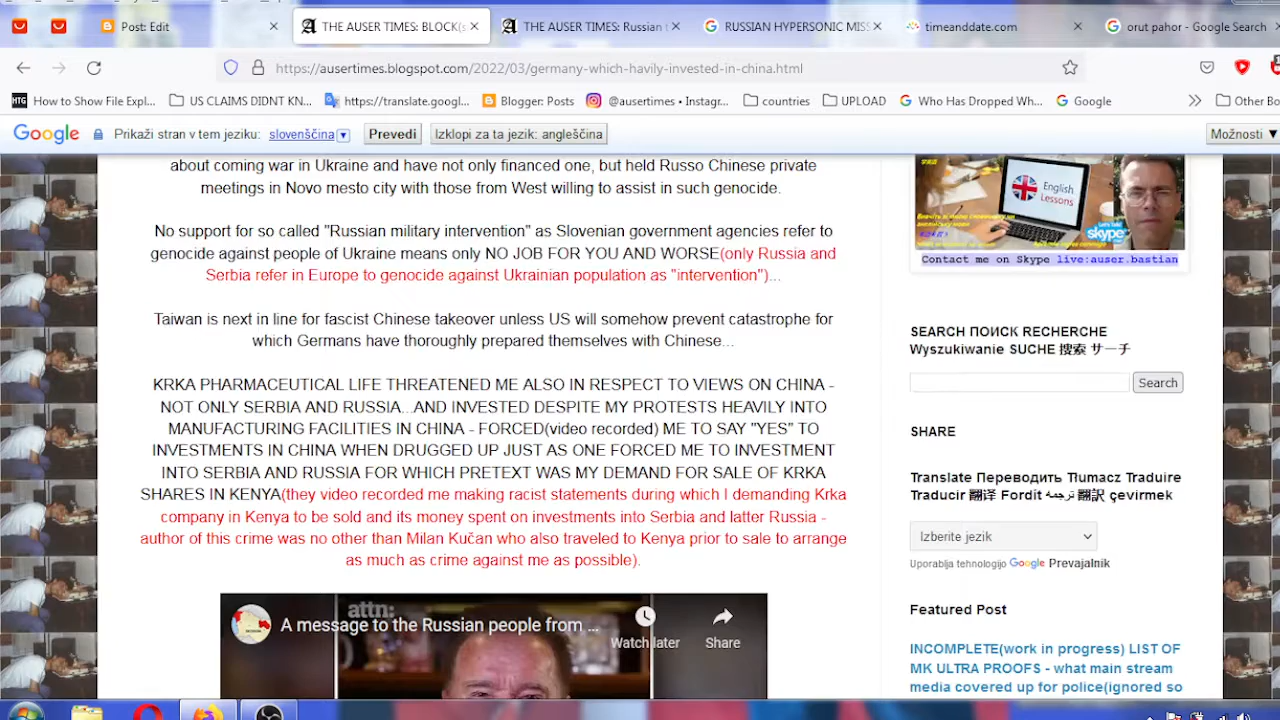 Post: Edit
THE AUSER TIMES: BLOCK(s
THE AUSER TIMES: Russian t
RUSSIAN HYPERSONIC MISS
timeanddate.com
orut pahor - Google Search
https://ausertimes.blogspot.com/2022/03/germany-which-havily-invested-in-china.html
How to Show File Expl...
US CLAIMS DIDNT KN...
https://translate.googl...
Blogger: Posts
@ausertimes • Instagr...
countries
UPLOAD
Who Has Dropped Wh...
Google
Other Bo
Google
Prikaži stran v tem jeziku:
slovenščina
Prevedi
Izklopi za ta jezik: angleščina
Možnosti
about coming war in Ukraine and have not only financed one, but held Russo Chinese private
meetings in Novo mesto city with those from West willing to assist in such genocide.
No support for so called "Russian military intervention" as Slovenian government agencies refer to
genocide against people of Ukraine means only NO JOB FOR YOU AND WORSE(only Russia and
Serbia refer in Europe to genocide against Ukrainian population as "intervention")...
Taiwan is next in line for fascist Chinese takeover unless US will somehow prevent catastrophe for
which Germans have thoroughly prepared themselves with Chinese...
KRKA PHARMACEUTICAL LIFE THREATENED ME ALSO IN RESPECT TO VIEWS ON CHINA -
NOT ONLY SERBIA AND RUSSIA...AND INVESTED DESPITE MY PROTESTS HEAVILY INTO
MANUFACTURING FACILITIES IN CHINA - FORCED(video recorded) ME TO SAY "YES" TO
INVESTMENTS IN CHINA WHEN DRUGGED UP JUST AS ONE FORCED ME TO INVESTMENT
INTO SERBIA AND RUSSIA FOR WHICH PRETEXT WAS MY DEMAND FOR SALE OF KRKA
SHARES IN KENYA(they video recorded me making racist statements during which I demanding Krka
company in Kenya to be sold and its money spent on investments into Serbia and latter Russia -
author of this crime was no other than Milan Kučan who also traveled to Kenya prior to sale to arrange
as much as crime against me as possible).
attn:
A message to the Russian people from ...
Watch later
Share
English
Lessons
Let's Talk
skype
Contact me on Skype live:auser.bastian
SEARCH ПОИСК RECHERCHE
Wyszukiwanie SUCHE 搜索 サーチ
Search
SHARE
Translate Переводить Tłumacz Traduire
Traducir 翻译 Fordit ترجمة 翻訳 çevirmek
Izberite jezik
Uporablja tehnologijo Google Prevajalnik
Featured Post
INCOMPLETE(work in progress) LIST OF
MK ULTRA PROOFS - what main stream
media covered up for police(ignored so